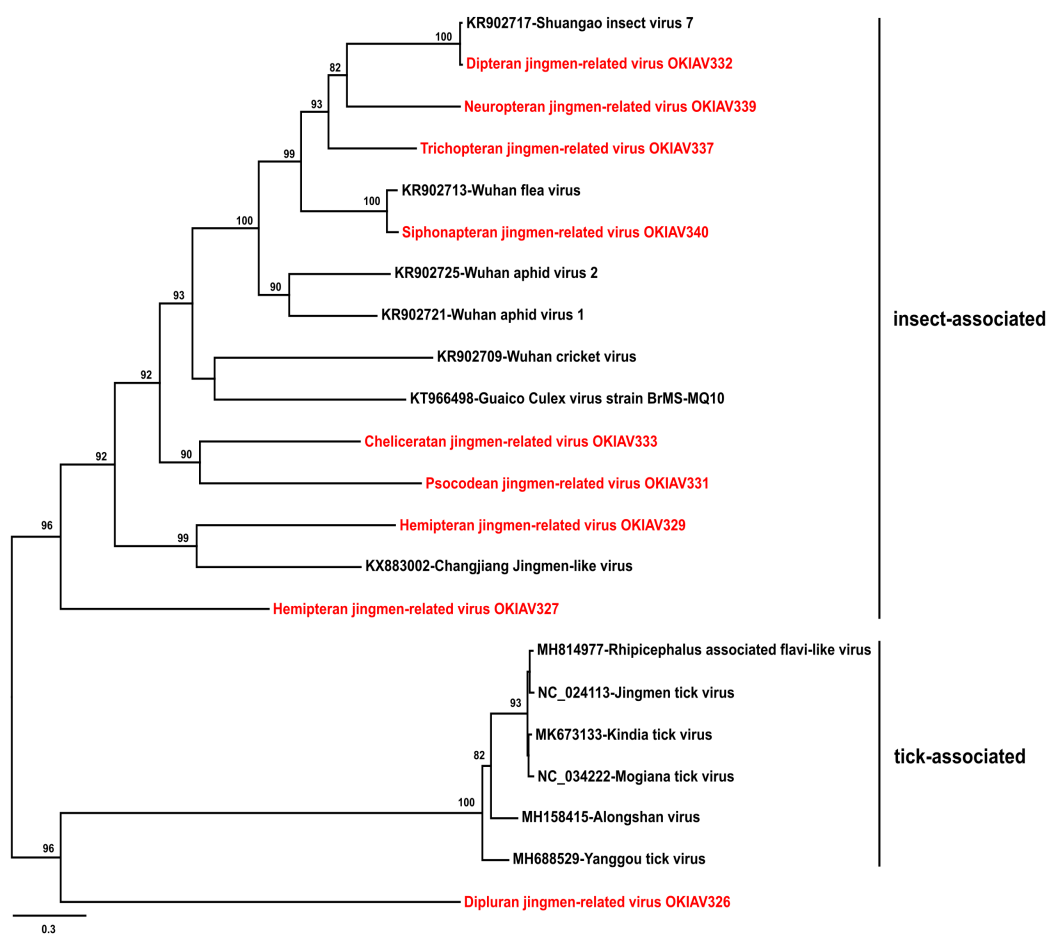 KR902717-Shuangao insect virus 7
100
Dipteran jingmen-related virus OKIAV332
82
Neuropteran jingmen-related virus OKIAV339
93
Trichopteran jingmen-related virus OKIAV337
99
KR902713-Wuhan flea virus
100
Siphonapteran jingmen-related virus OKIAV340
100
KR902725-Wuhan aphid virus 2
90
KR902721-Wuhan aphid virus 1
93
insect-associated
KR902709-Wuhan cricket virus
92
KT966498-Guaico Culex virus strain BrMS-MQ10
Cheliceratan jingmen-related virus OKIAV333
92
90
Psocodean jingmen-related virus OKIAV331
96
Hemipteran jingmen-related virus OKIAV329
99
KX883002-Changjiang Jingmen-like virus
Hemipteran jingmen-related virus OKIAV327
MH814977-Rhipicephalus associated flavi-like virus
NC_024113-Jingmen tick virus
93
MK673133-Kindia tick virus
82
tick-associated
NC_034222-Mogiana tick virus
100
MH158415-Alongshan virus
96
MH688529-Yanggou tick virus
Dipluran jingmen-related virus OKIAV326
0.3